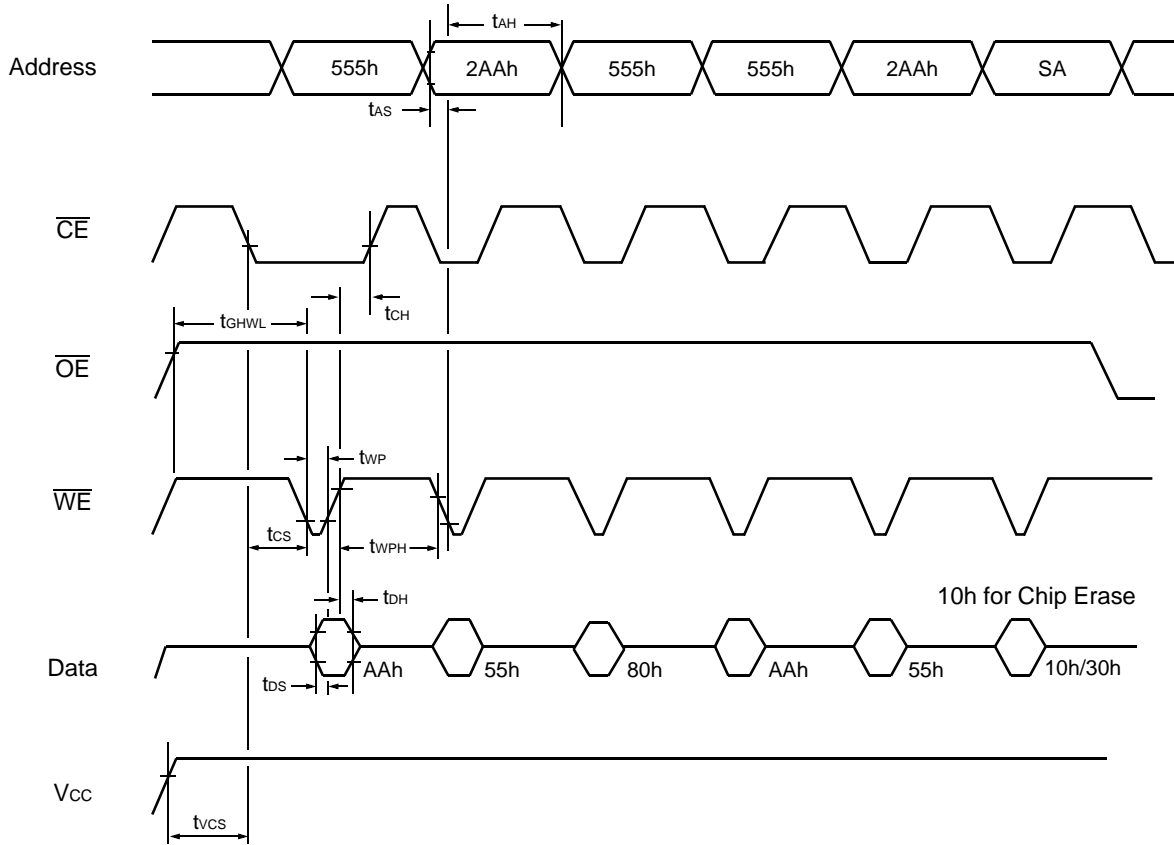 tAH
Address 555h 2AAh 555h 555h 2AAh SA
tAS
CE
tCH
tGHWL
OE
tWP
WE
tCS
tWPH
tDH
10h for Chip Erase
Data AAh 55h 80h AAh 55h 10h/30h
tDS
VCC
tVCS